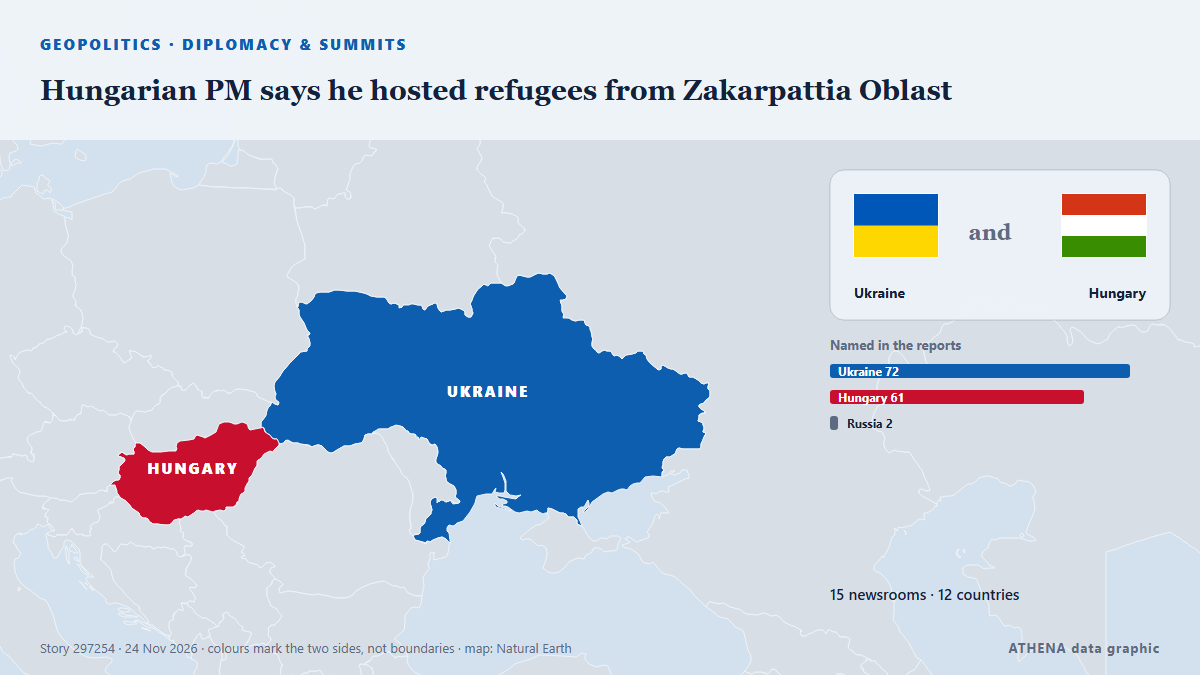 GEOPOLITICS · DIPLOMACY & SUMMITS
Hungarian PM says he hosted refugees from Zakarpattia Oblast
and
Ukraine
Hungary
Named in the reports
Ukraine 72
Hungary 61
Russia 2
UKRAINE
HUNGARY
15 newsrooms · 12 countries
Story 297254 · 24 Nov 2026 · colours mark the two sides, not boundaries · map: Natural Earth
ATHENA data graphic